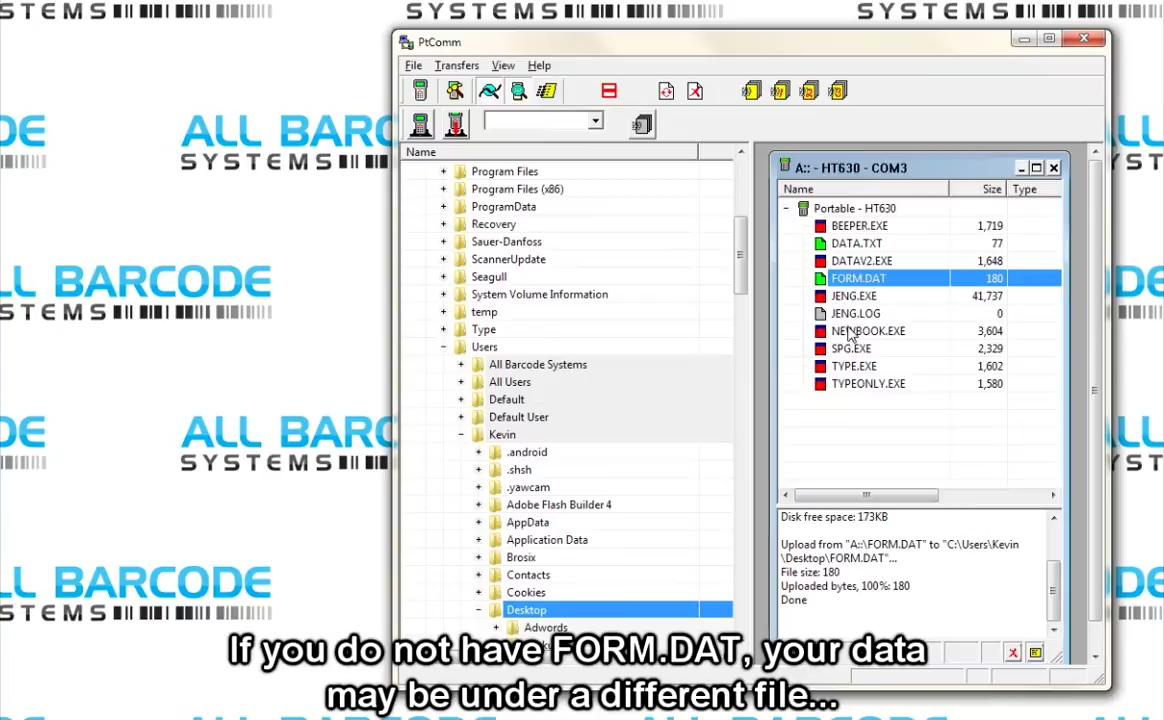 SYSTEMS
SYSTEMS
SYSTEMS
PtComm
File Transfers View Help
Name
Program Files
Program Files (x86)
ProgramData
Recovery
Sauer-Danfoss
ScannerUpdate
Seagull
System Volume Information
temp
Type
Users
All Barcode Systems
All Users
Default
Default User
Kevin
.android
.shsh
.yawcam
Adobe Flash Builder 4
AppData
Application Data
Brosix
Contacts
Cookies
Desktop
Adwords
A:: - HT630 - COM3
Name Size Type
Portable - HT630
BEEPER.EXE 1,719
DATA.TXT 77
DATAV2.EXE 1,648
FORM.DAT 180
JENG.EXE 41,737
JENG.LOG 0
NEWBOOK.EXE 3,604
SPG.EXE 2,329
TYPE.EXE 1,602
TYPEONLY.EXE 1,580
Disk free space: 173KB
Upload from "A::\FORM.DAT" to "C:\Users\Kevin
\Desktop\FORM.DAT"...
File size: 180
Uploaded bytes, 100%: 180
Done
ALL BARC
SYSTEMS
LL BARCODE
STEMS
SYSTEMS
ALL BARC
SYSTEMS
LL BARCODE
STEMS
SYSTEMS
If you do not have FORM.DAT, your data
may be under a different file...